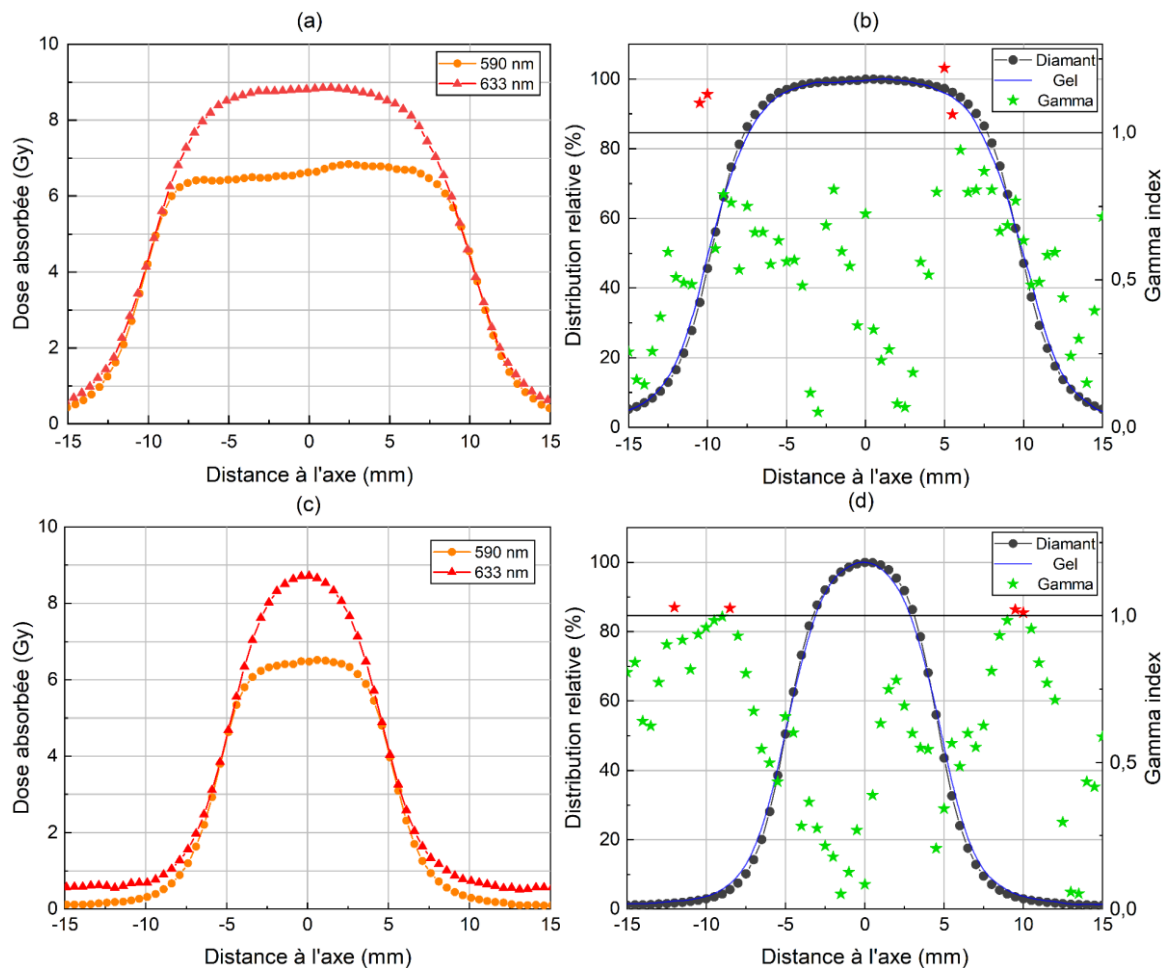 (a)
Dose absorbée (Gy)
10
8
6
4
2
0
590 nm
633 nm
-15 -10 -5 0 5 10 15
Distance à l'axe (mm)
(b)
Distribution relative (%)
100
80
60
40
20
0
Diamant
Gel
Gamma
1,0
0,5
0,0
Gamma index
-15 -10 -5 0 5 10 15
Distance à l'axe (mm)
(c)
Dose absorbée (Gy)
10
8
6
4
2
0
590 nm
633 nm
-15 -10 -5 0 5 10 15
Distance à l'axe (mm)
(d)
Distribution relative (%)
100
80
60
40
20
0
Diamant
Gel
Gamma
1,0
0,5
0,0
Gamma index
-15 -10 -5 0 5 10 15
Distance à l'axe (mm)